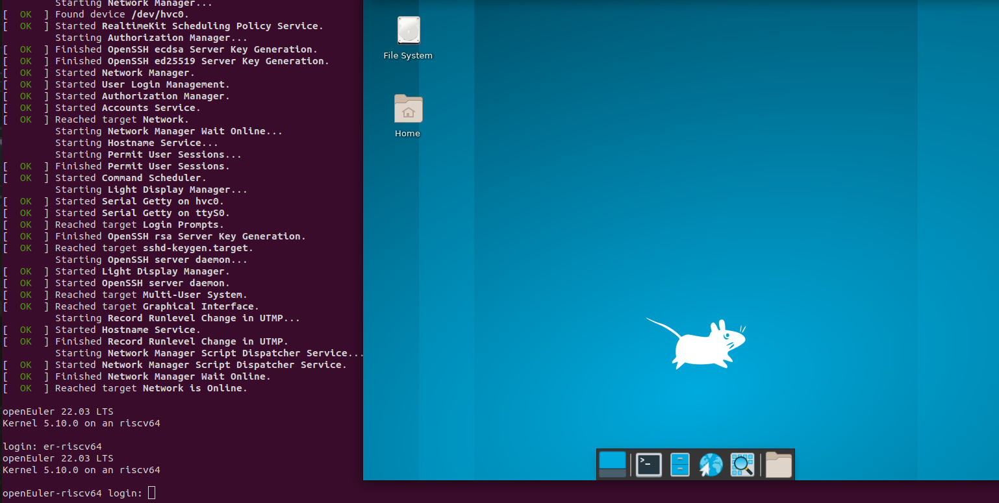 Starting Network Manager...
[  OK  ] Found device /dev/hvc0.
[  OK  ] Started RealtimeKit Scheduling Policy Service.
Starting Authorization Manager...
[  OK  ] Finished OpenSSH ecdsa Server Key Generation.
[  OK  ] Finished OpenSSH ed25519 Server Key Generation.
[  OK  ] Started Network Manager.
[  OK  ] Started User Login Management.
[  OK  ] Started Authorization Manager.
[  OK  ] Started Accounts Service.
[  OK  ] Reached target Network.
Starting Network Manager Wait Online...
Starting Hostname Service...
Starting Permit User Sessions...
[  OK  ] Finished Permit User Sessions.
[  OK  ] Started Command Scheduler.
Starting Light Display Manager...
[  OK  ] Started Serial Getty on hvc0.
[  OK  ] Started Serial Getty on ttyS0.
[  OK  ] Reached target Login Prompts.
[  OK  ] Finished OpenSSH rsa Server Key Generation.
[  OK  ] Reached target sshd-keygen.target.
Starting OpenSSH server daemon...
[  OK  ] Started Light Display Manager.
[  OK  ] Started OpenSSH server daemon.
[  OK  ] Reached target Multi-User System.
[  OK  ] Reached target Graphical Interface.
Starting Record Runlevel Change in UTMP...
[  OK  ] Started Hostname Service.
[  OK  ] Finished Record Runlevel Change in UTMP.
Starting Network Manager Script Dispatcher Service...
[  OK  ] Started Network Manager Script Dispatcher Service.
[  OK  ] Finished Network Manager Wait Online.
[  OK  ] Reached target Network is Online.
openEuler 22.03 LTS
Kernel 5.10.0 on an riscv64
login: er-riscv64
openEuler 22.03 LTS
Kernel 5.10.0 on an riscv64
openEuler-riscv64 login:
File System
Home
>_